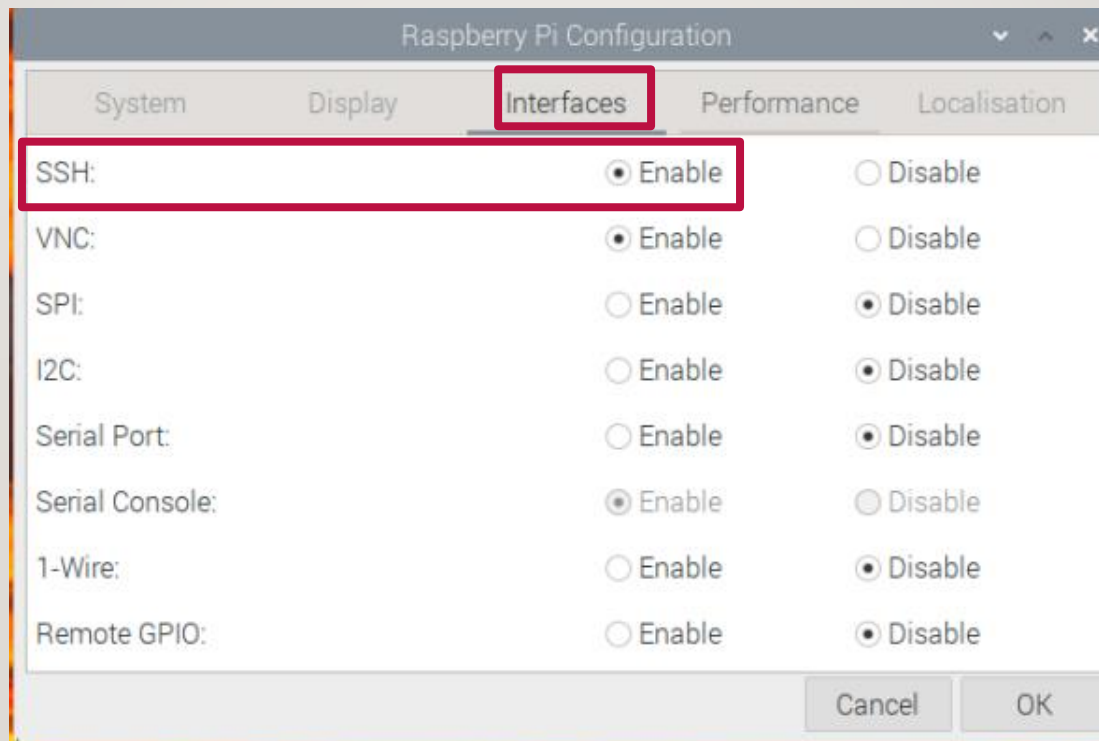 Raspberry Pi Configuration
System Display Interfaces Performance Localisation
SSH: Enable Disable
VNC: Enable Disable
SPI: Enable Disable
I2C: Enable Disable
Serial Port: Enable Disable
Serial Console: Enable Disable
1-Wire: Enable Disable
Remote GPIO: Enable Disable
Cancel OK